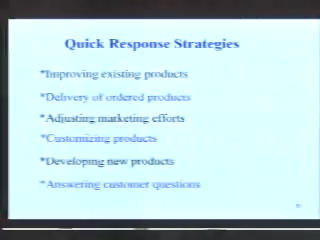 Quick Response Strategies
*Improving existing products
*Delivery of ordered products
*Adjusting marketing efforts
*Customizing products
*Developing new products
*Answering customer questions